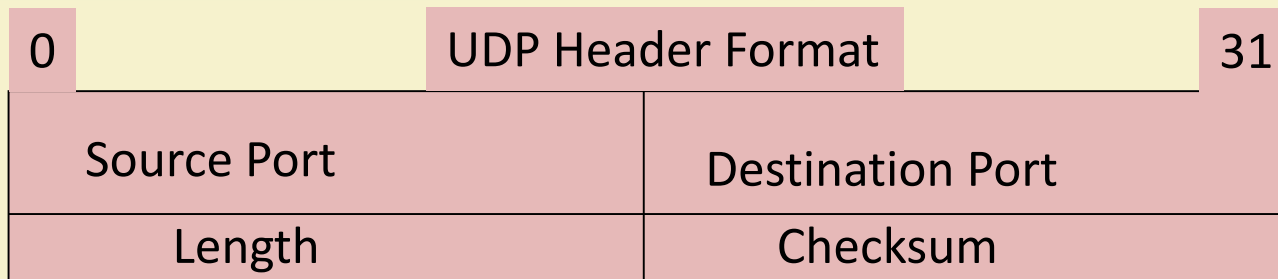 0 UDP Header Format 31
Source Port Destination Port
Length Checksum